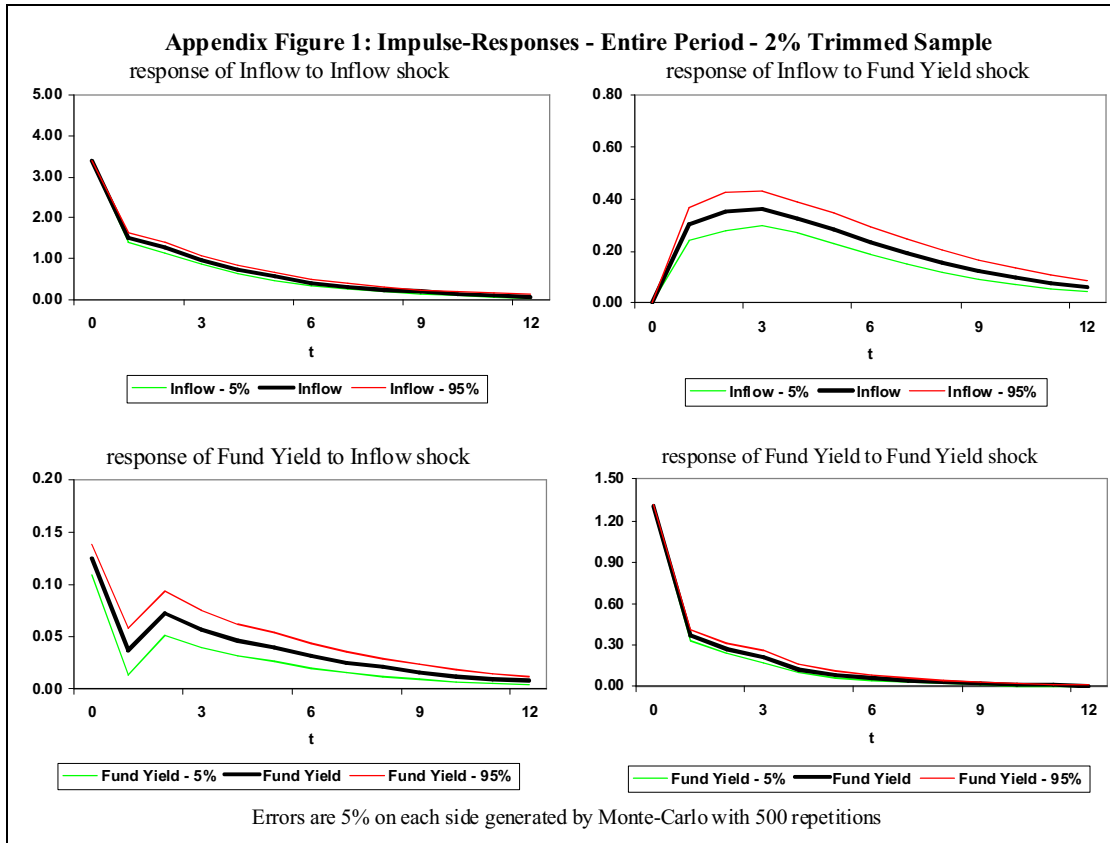 Appendix Figure 1: Impulse-Responses - Entire Period - 2% Trimmed Sample
response of Inflow to Inflow shock
5.00
4.00
3.00
2.00
1.00
0.00
0 3 6 9 12
t
Inflow - 5% Inflow Inflow - 95%
response of Inflow to Fund Yield shock
0.80
0.60
0.40
0.20
0.00
0 3 6 9 12
t
Inflow - 5% Inflow Inflow - 95%
response of Fund Yield to Inflow shock
0.20
0.15
0.10
0.05
0.00
0 3 6 9 12
t
Fund Yield - 5% Fund Yield Fund Yield - 95%
response of Fund Yield to Fund Yield shock
1.50
1.20
0.90
0.60
0.30
0.00
0 3 6 9 12
t
Fund Yield - 5% Fund Yield Fund Yield - 95%
Errors are 5% on each side generated by Monte-Carlo with 500 repetitions